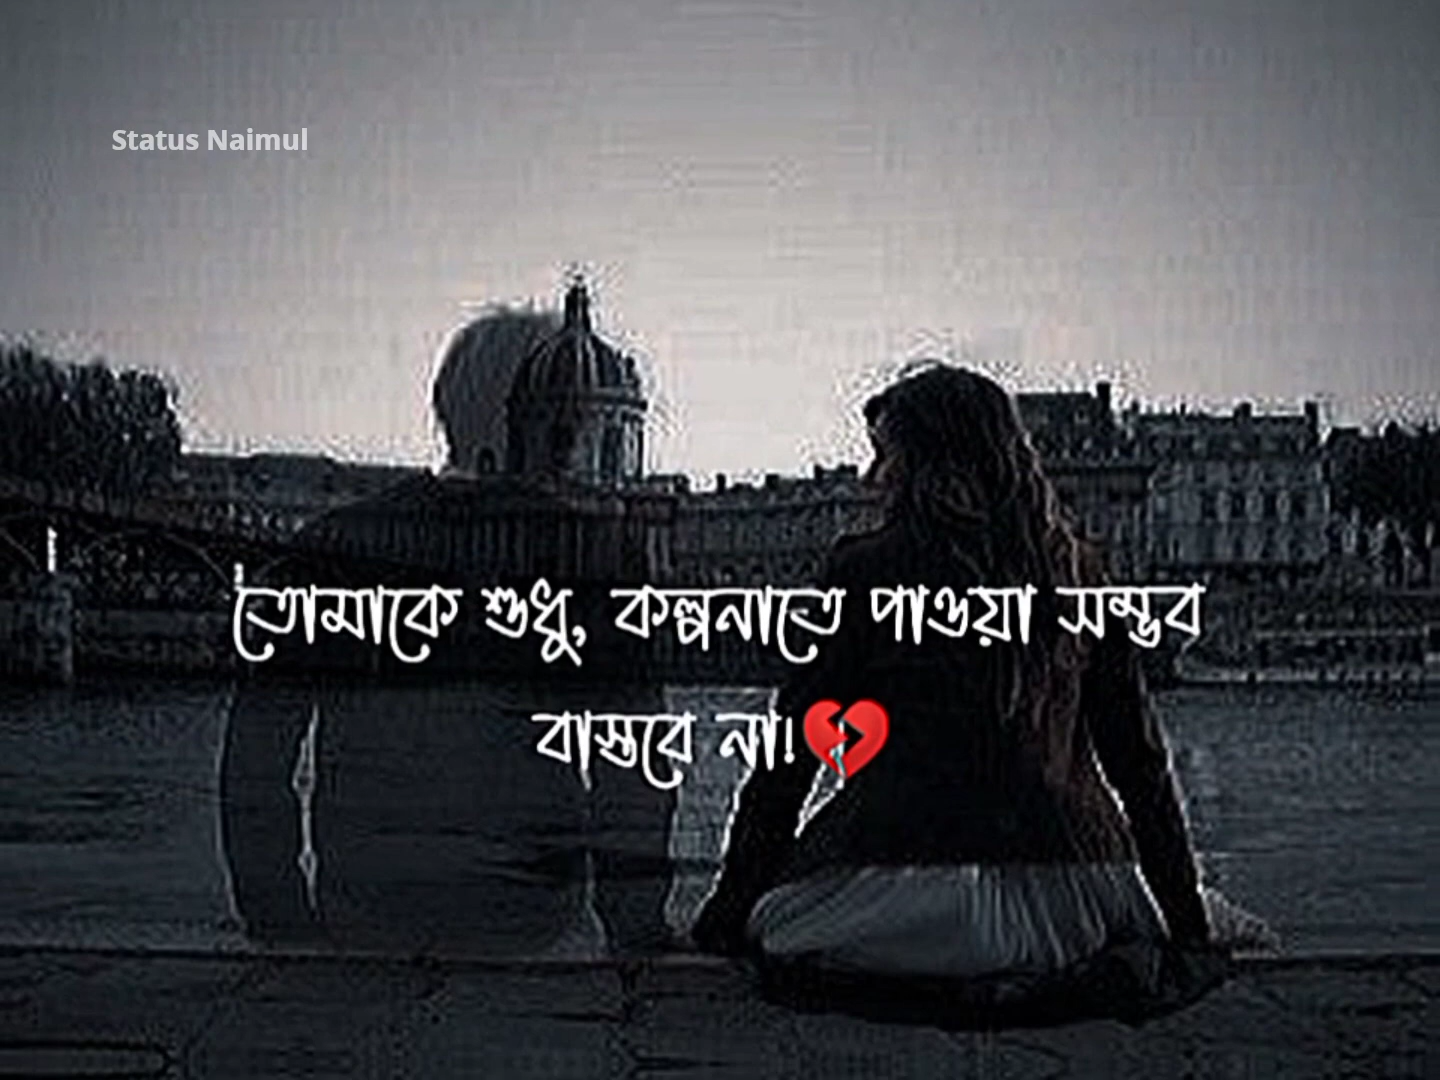 Status Naimul
তোমাকে শুধু, কল্পনাতে পাওয়া সম্ভব
বাস্তবে না!💔